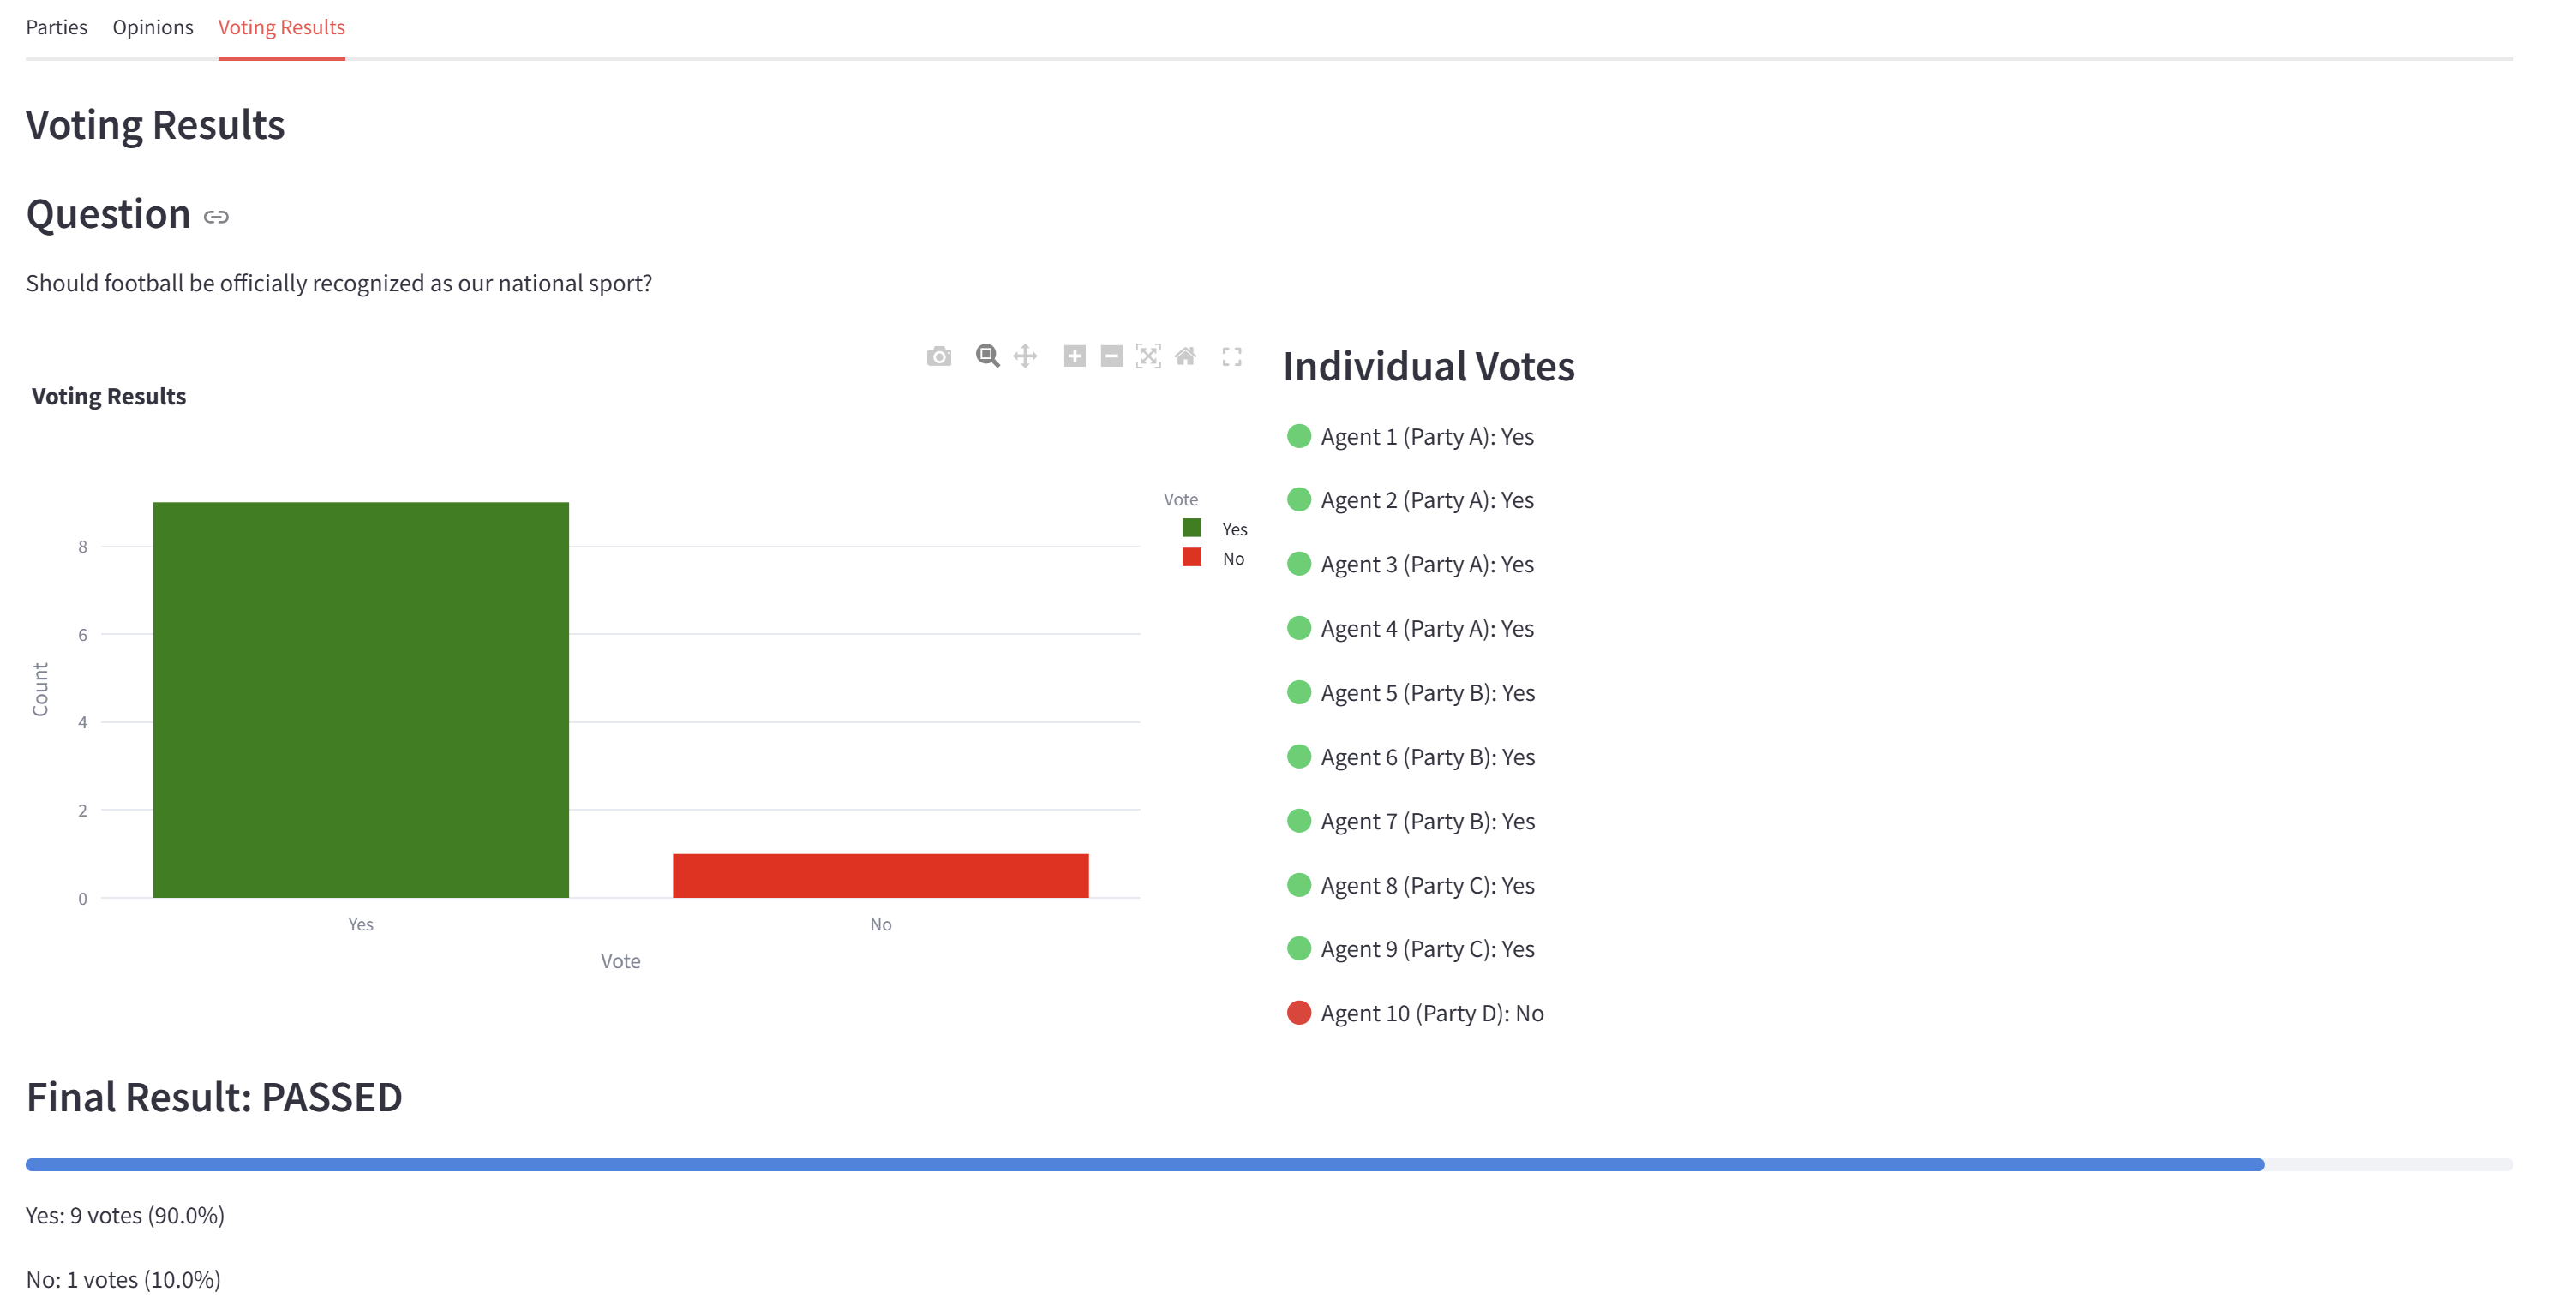 Parties Opinions Voting Results
Voting Results
Question
Should football be officially recognized as our national sport?
Voting Results
8
6
4
2
0
Count
Yes No
Vote
Vote
Yes
No
Individual Votes
Agent 1 (Party A): Yes
Agent 2 (Party A): Yes
Agent 3 (Party A): Yes
Agent 4 (Party A): Yes
Agent 5 (Party B): Yes
Agent 6 (Party B): Yes
Agent 7 (Party B): Yes
Agent 8 (Party C): Yes
Agent 9 (Party C): Yes
Agent 10 (Party D): No
Final Result: PASSED
Yes: 9 votes (90.0%)
No: 1 votes (10.0%)